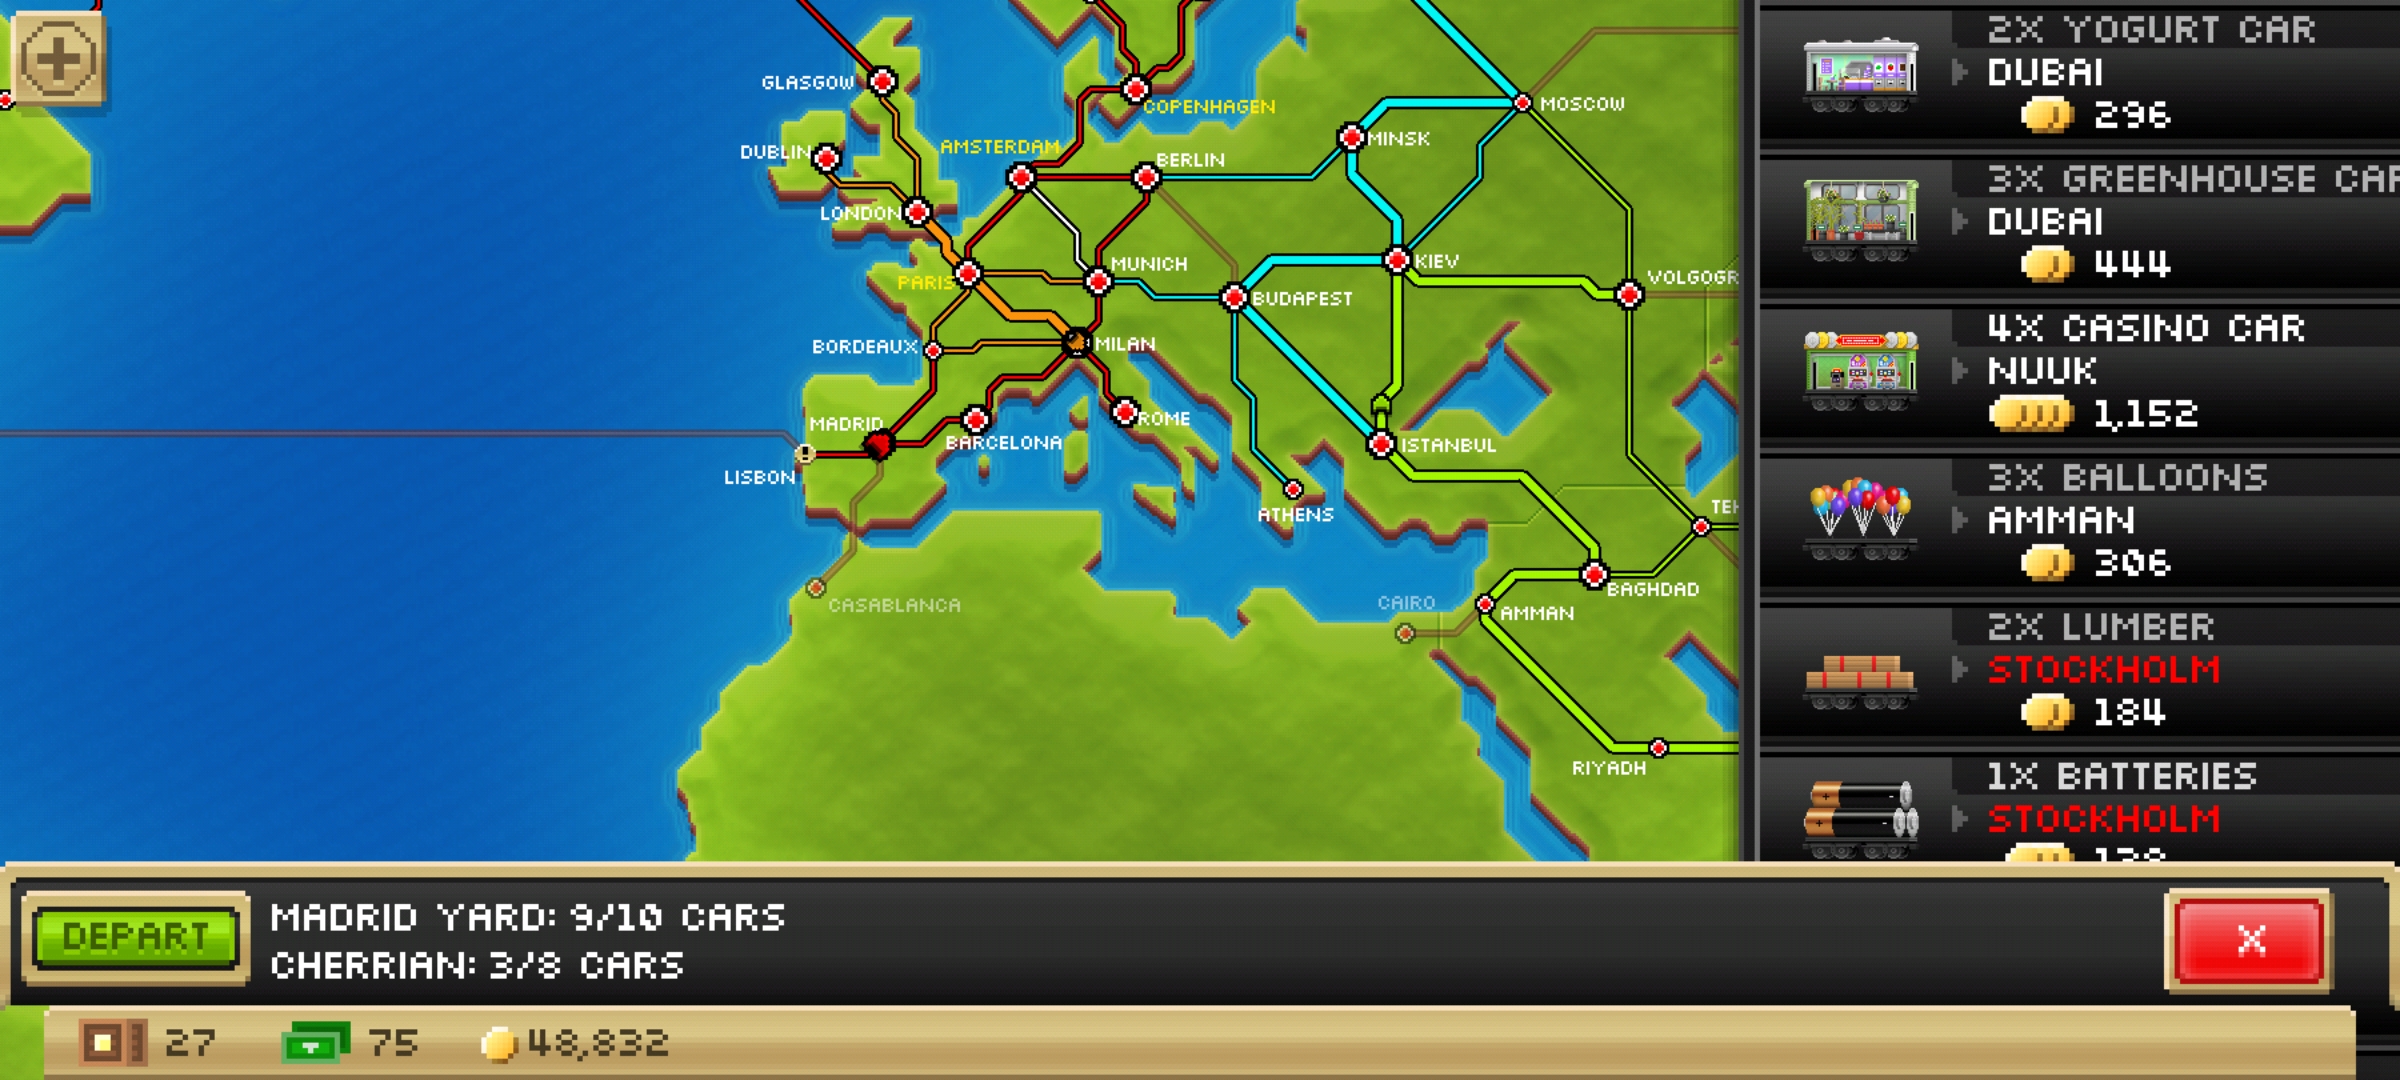 GLASGOW
COPENHAGEN
MOSCOW
MINSK
AMSTERDAM
DUBLIN
BERLIN
LONDON
KIEV
MUNICH
PARIS
BUDAPEST
BORDEAUX
MILAN
MADRID
ROME
BARCELONA
ISTANBUL
LISBON
ATHENS
BAGHDAD
CASABLANCA
CAIRO
AMMAN
RIYADH
VOLGOGR
TEH
2X YOGURT CAR
DUBAI
296
3X GREENHOUSE CAR
DUBAI
444
4X CASINO CAR
NUUK
1,152
3X BALLOONS
AMMAN
306
2X LUMBER
STOCKHOLM
184
1X BATTERIES
STOCKHOLM
DEPART
MADRID YARD: 9/10 CARS
CHERRIAN: 3/8 CARS
X
27
75
48,832